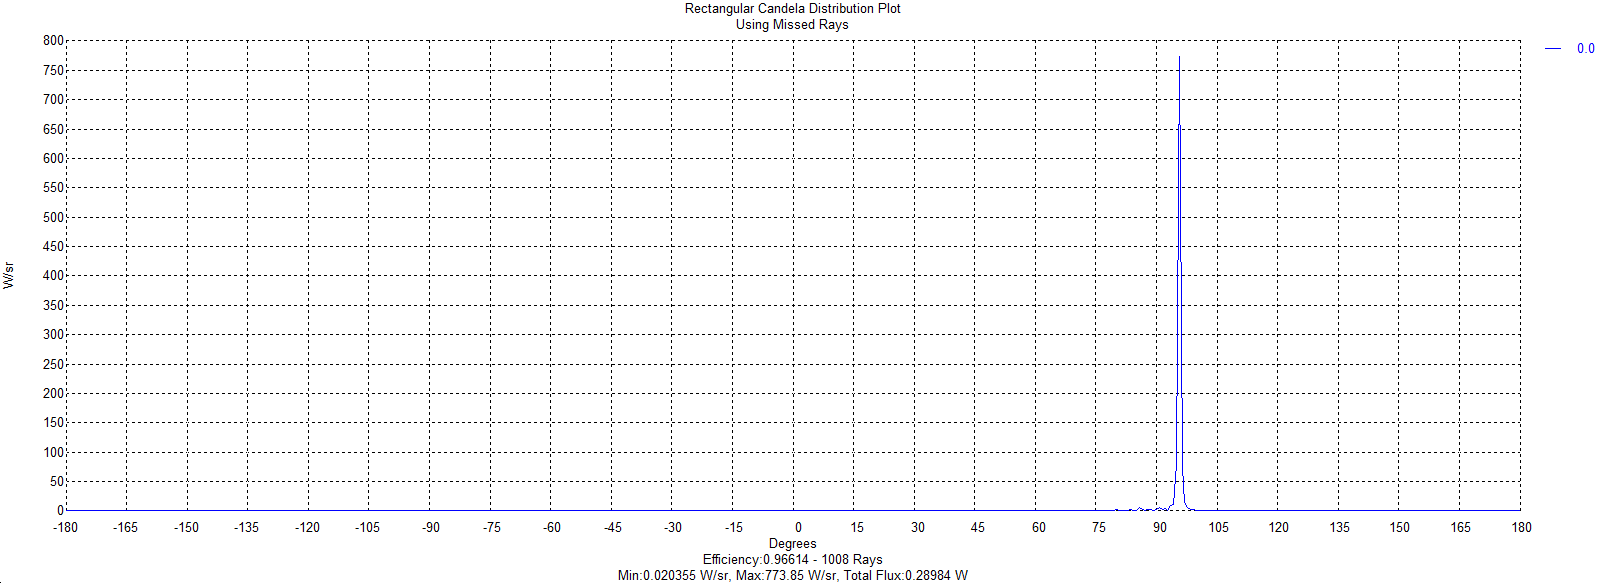 Rectangular Candela Distribution Plot
Using Missed Rays
0.0
800
750
700
650
600
550
500
450
400
350
300
250
200
150
100
50
0
W/sr
-180 -165 -150 -135 -120 -105 -90 -75 -60 -45 -30 -15 0 15 30 45 60 75 90 105 120 135 150 165 180
Degrees
Efficiency:0.96614 - 1008 Rays
Min:0.020355 W/sr, Max:773.85 W/sr, Total Flux:0.28984 W